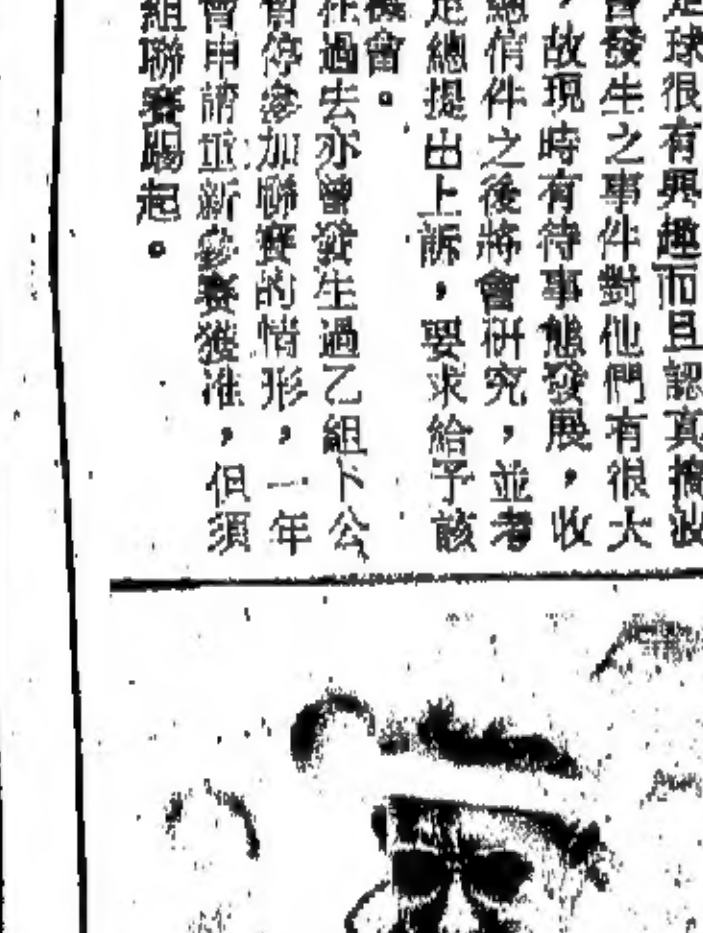 足球很有興趣而且認真搞波
會發生之事件對他們有很大
，故現時有待事態發展，收
總信件之後將會研究，並考
足總提出上訴，要求給予該
機會。
在過去亦曾發生過乙組下公
暫停參加聯賽的情形，一年
會申請重新參賽獲准，但須
組聯賽踢起。